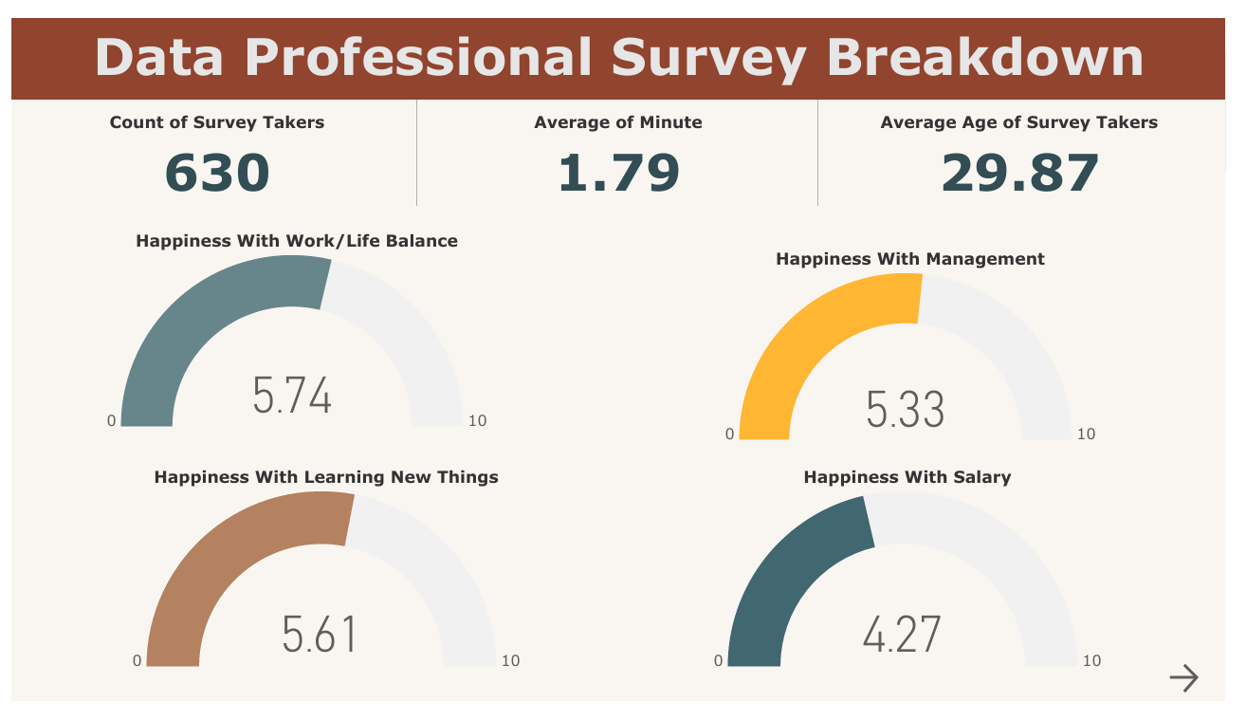 Data Professional Survey Breakdown
Count of Survey Takers
630
Average of Minute
1.79
Average Age of Survey Takers
29.87
Happiness With Work/Life Balance
5.74
0
10
Happiness With Management
5.33
0
10
Happiness With Learning New Things
5.61
0
10
Happiness With Salary
4.27
0
10